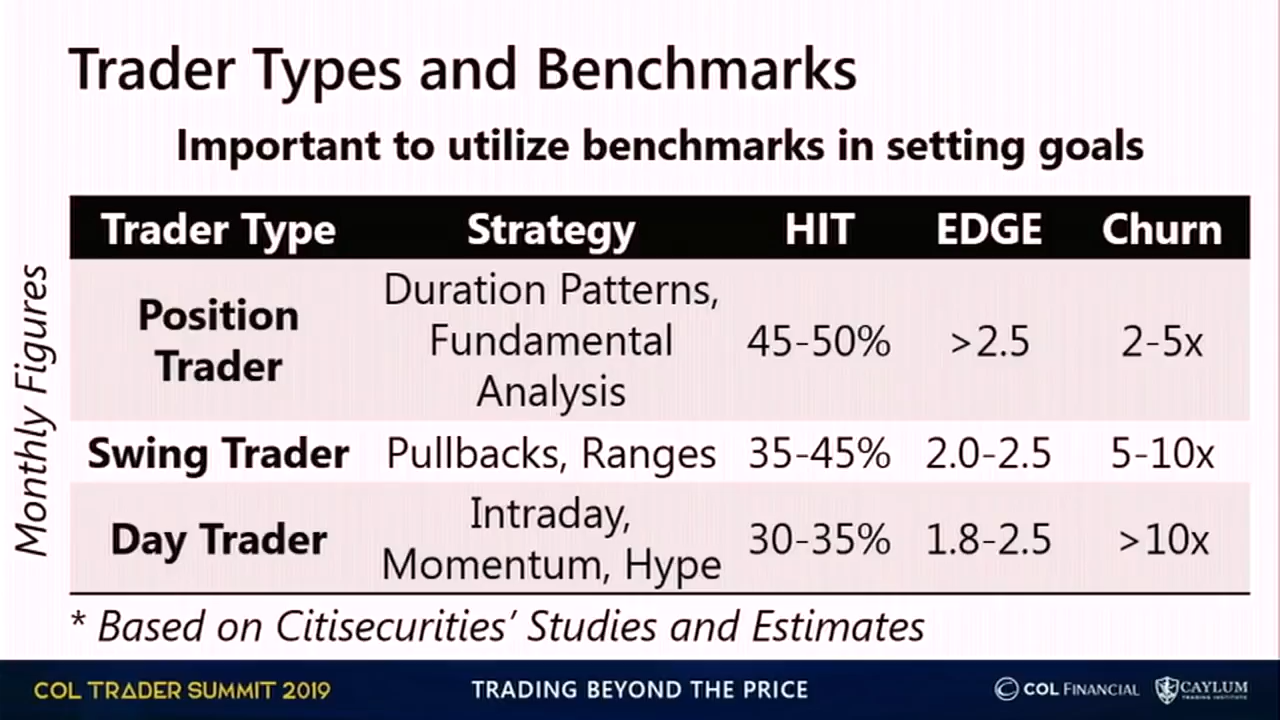 Trader Types and Benchmarks
Important to utilize benchmarks in setting goals
Monthly Figures
Trader Type Strategy HIT EDGE Churn
Position Trader Duration Patterns, Fundamental Analysis 45-50% >2.5 2-5x
Swing Trader Pullbacks, Ranges 35-45% 2.0-2.5 5-10x
Day Trader Intraday, Momentum, Hype 30-35% 1.8-2.5 >10x
* Based on Citisecurities’ Studies and Estimates
COL TRADER SUMMIT 2019 TRADING BEYOND THE PRICE COL FINANCIAL CAYLUM TRADING INSTITUTE